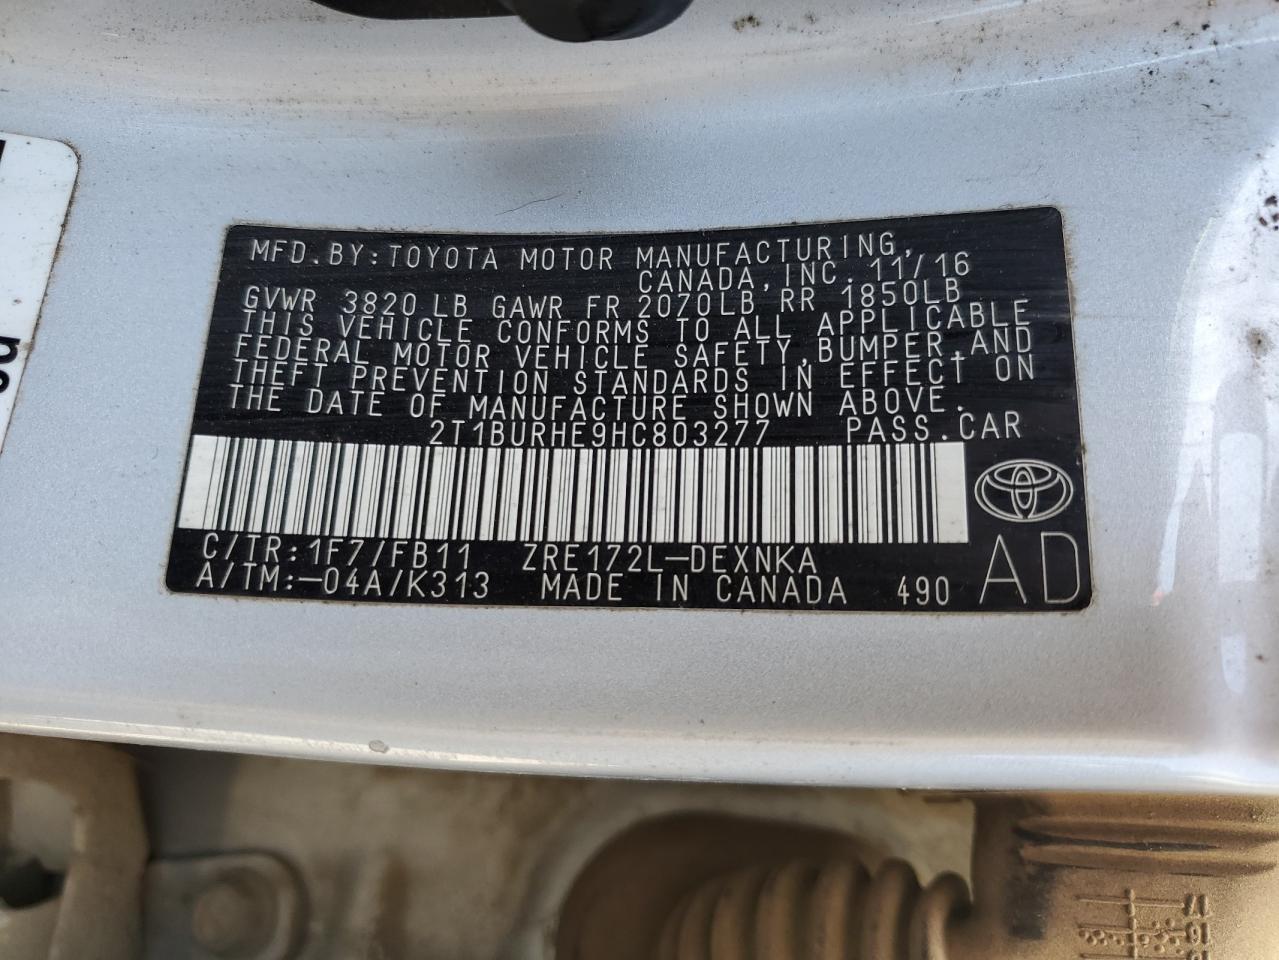 MFD.BY:TOYOTA MOTOR MANUFACTURING,
CANADA,INC.11/16
GVWR 3820LB GAWR FR 2070LB RR 1850LB
THIS VEHICLE CONFORMS TO ALL APPLICABLE
FEDERAL MOTOR VEHICLE SAFETY,BUMPER,AND
THEFT PREVENTION STANDARDS IN EFFECT ON
THE DATE OF MANUFACTURE SHOWN ABOVE.
2T1BURHE9HC803277 PASS.CAR
C/TR:1F7/FB11 ZRE172L-DEXNKA
A/TM:-04A/K313 MADE IN CANADA 490 AD